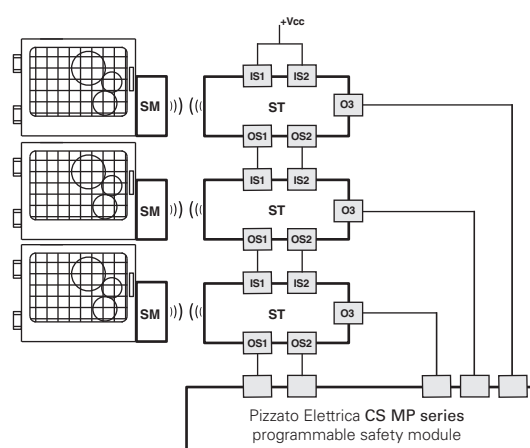 +Vcc
IS1 IS2
SM ST O3
OS1 OS2
IS1 IS2
SM ST O3
OS1 OS2
IS1 IS2
SM ST O3
OS1 OS2
Pizzato Elettrica CS MP series
programmable safety module